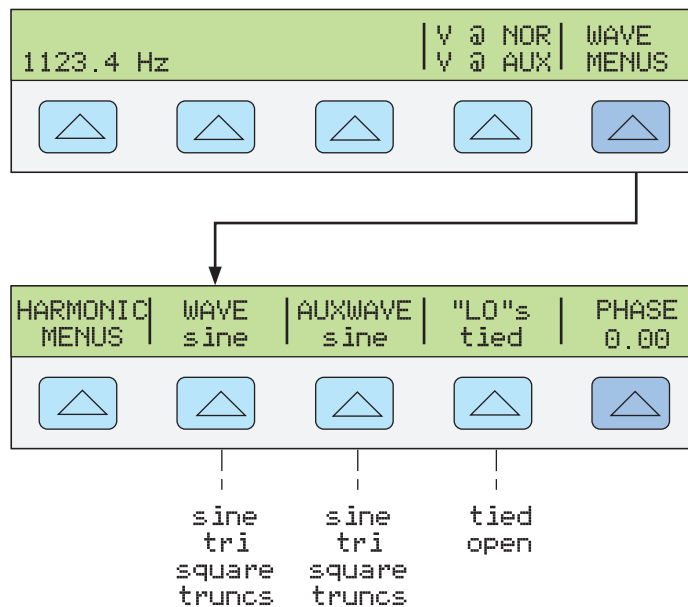 V @ NOR WAVE
1123.4 Hz V @ AUX MENUS
HARMONIC WAVE AUXWAVE "LO"s PHASE
MENUS sine sine tied 0.00
sine sine tied
tri tri open
square square
truncs truncs